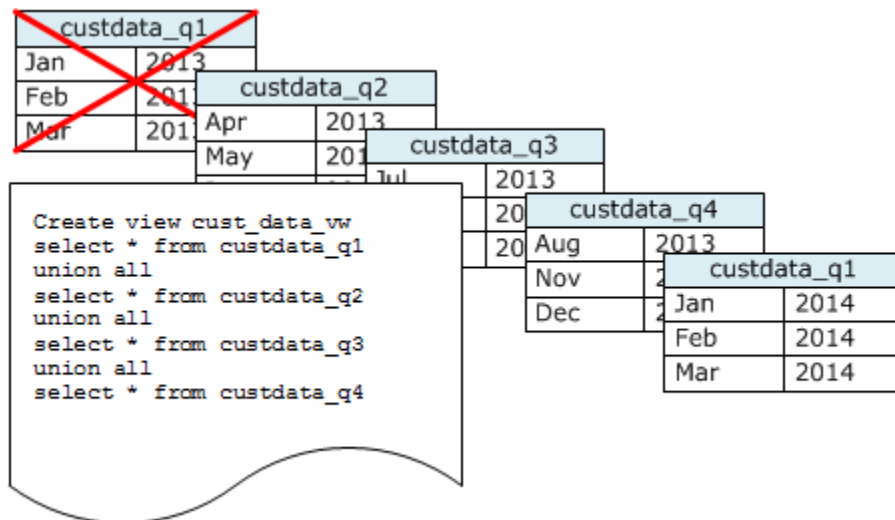 custdata_q1
Jan 2013
Feb
Mar
custdata_q2
Apr 2013
May
custdata_q3
Jul 2013
custdata_q4
Aug 2013
Nov
Dec
custdata_q1
Jan 2014
Feb 2014
Mar 2014
Create view cust_data_vw
select * from custdata_q1
union all
select * from custdata_q2
union all
select * from custdata_q3
union all
select * from custdata_q4